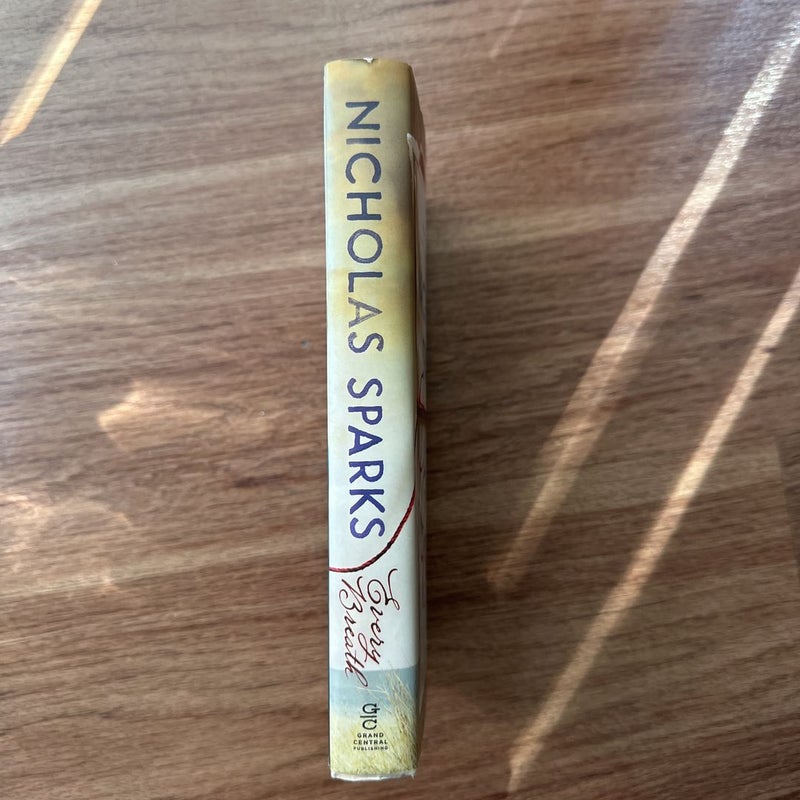 NICHOLAS SPARKS
Every
Breath
GRAND
CENTRAL
PUBLISHING